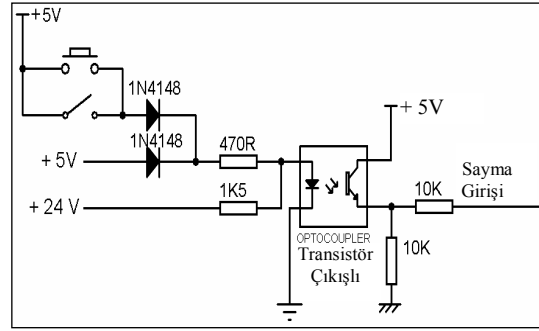 +5V
1N4148
1N4148
+ 5V
470R
+ 5V
1K5
+ 24 V
Sayma
Girişi
10K
OPTOCOUPLER
Transistör
Çıkışlı
10K